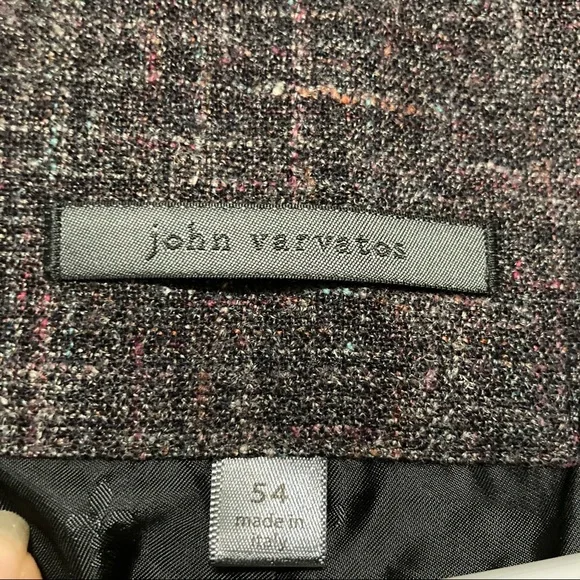 john varvatos
54
made in
italy